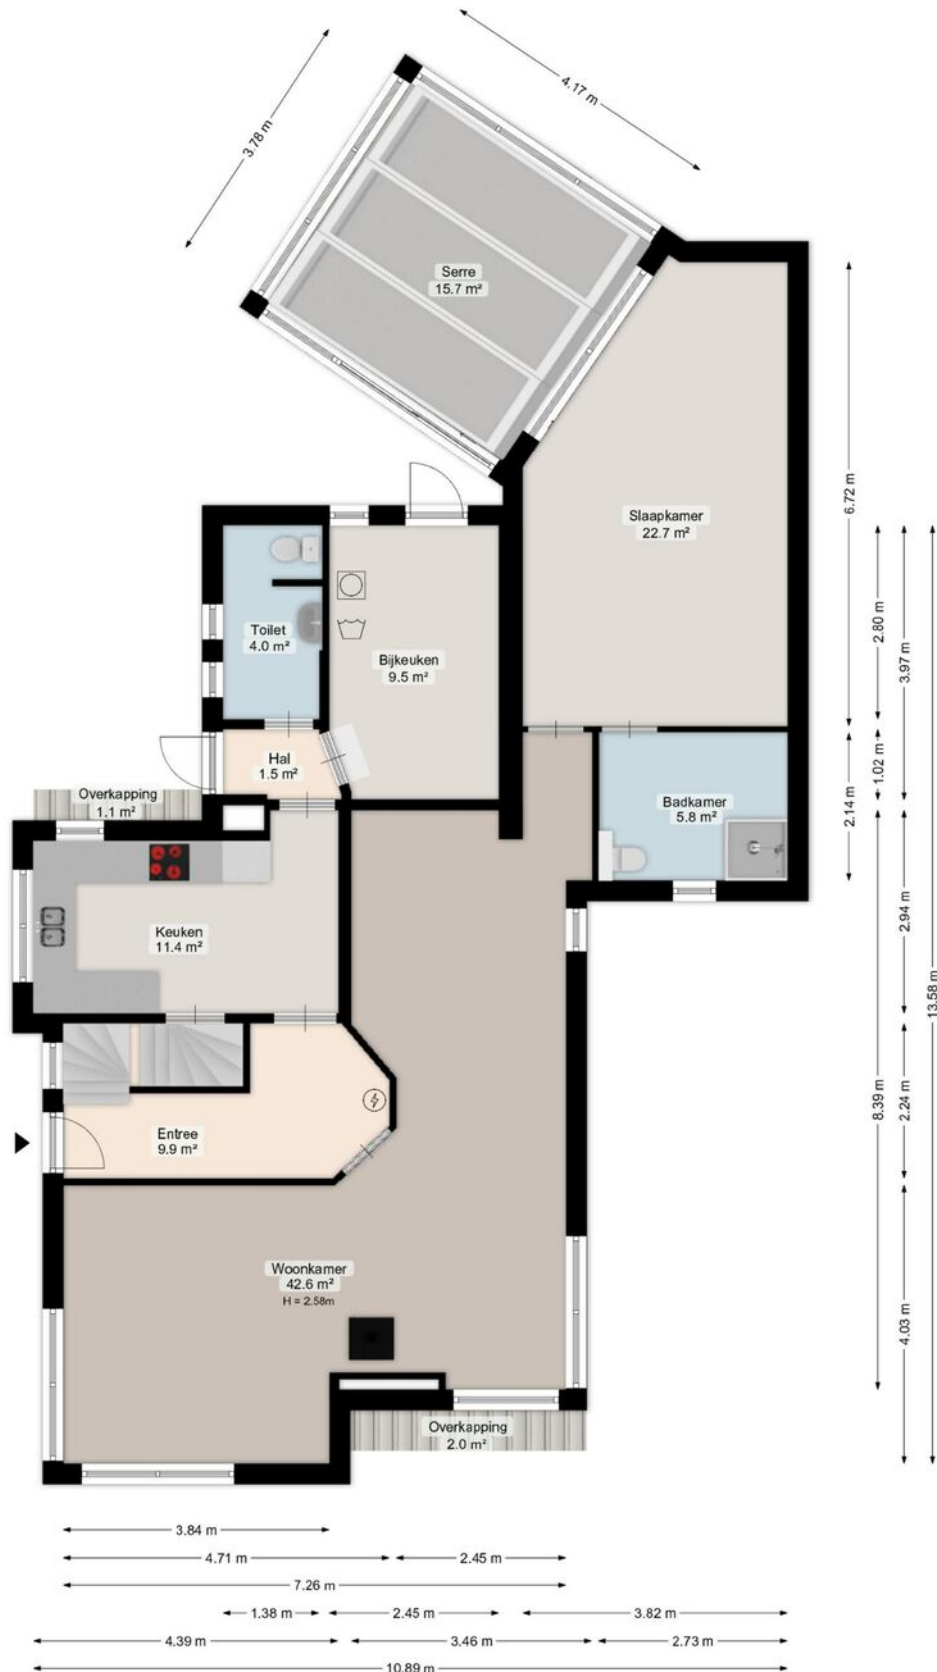 4.17 m
3.78 m
Serre
15.7 m²
6.72 m
Slaapkamer
22.7 m²
2.80 m
3.97 m
Toilet
4.0 m²
Bijkeuken
9.5 m²
Hal
1.5 m²
1.02 m
2.14 m
Overkapping
1.1 m²
Badkamer
5.8 m²
Keuken
11.4 m²
2.94 m
13.58 m
8.39 m
2.24 m
Entree
9.9 m²
Woonkamer
42.6 m²
H = 2.58m
4.03 m
Overkapping
2.0 m²
3.84 m
4.71 m
2.45 m
7.26 m
1.38 m
2.45 m
3.82 m
4.39 m
3.46 m
2.73 m
10.89 m